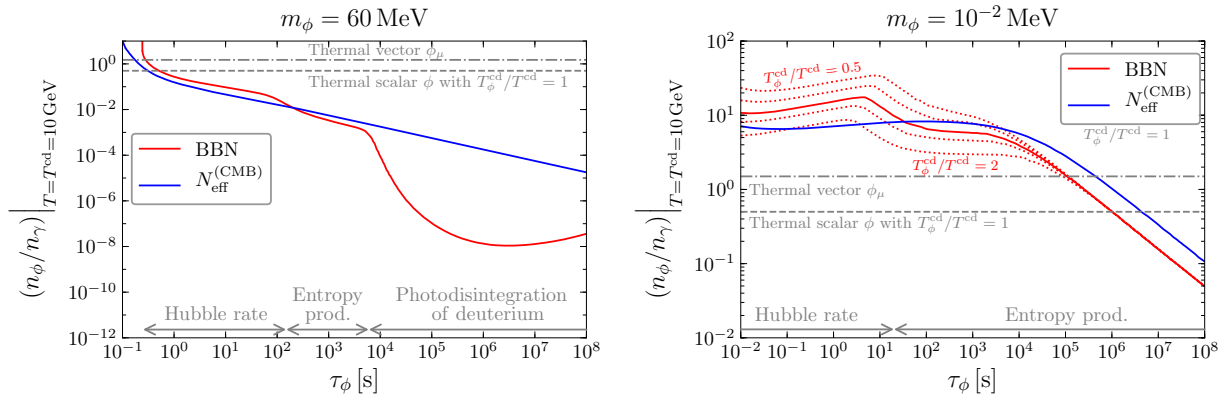 m_ϕ = 60 MeV
(n_ϕ/n_γ)|_{T=T^cd=10 GeV}
10^0
10^−2
10^−4
10^−6
10^−8
10^−10
10^−12
Thermal vector ϕ_μ
Thermal scalar ϕ with T_ϕ^cd/T^cd = 1
BBN
N_eff^(CMB)
Hubble rate
Entropy
prod.
Photodisintegration
of deuterium
10^−1 10^0 10^1 10^2 10^3 10^4 10^5 10^6 10^7 10^8
τ_ϕ [s]
m_ϕ = 10^−2 MeV
(n_ϕ/n_γ)|_{T=T^cd=10 GeV}
10^2
10^1
10^0
10^−1
10^−2
T_ϕ^cd/T^cd = 0.5
BBN
N_eff^(CMB)
T_ϕ^cd/T^cd = 1
T_ϕ^cd/T^cd = 2
Thermal vector ϕ_μ
Thermal scalar ϕ with T_ϕ^cd/T^cd = 1
Hubble rate
Entropy prod.
10^−2 10^−1 10^0 10^1 10^2 10^3 10^4 10^5 10^6 10^7 10^8
τ_ϕ [s]